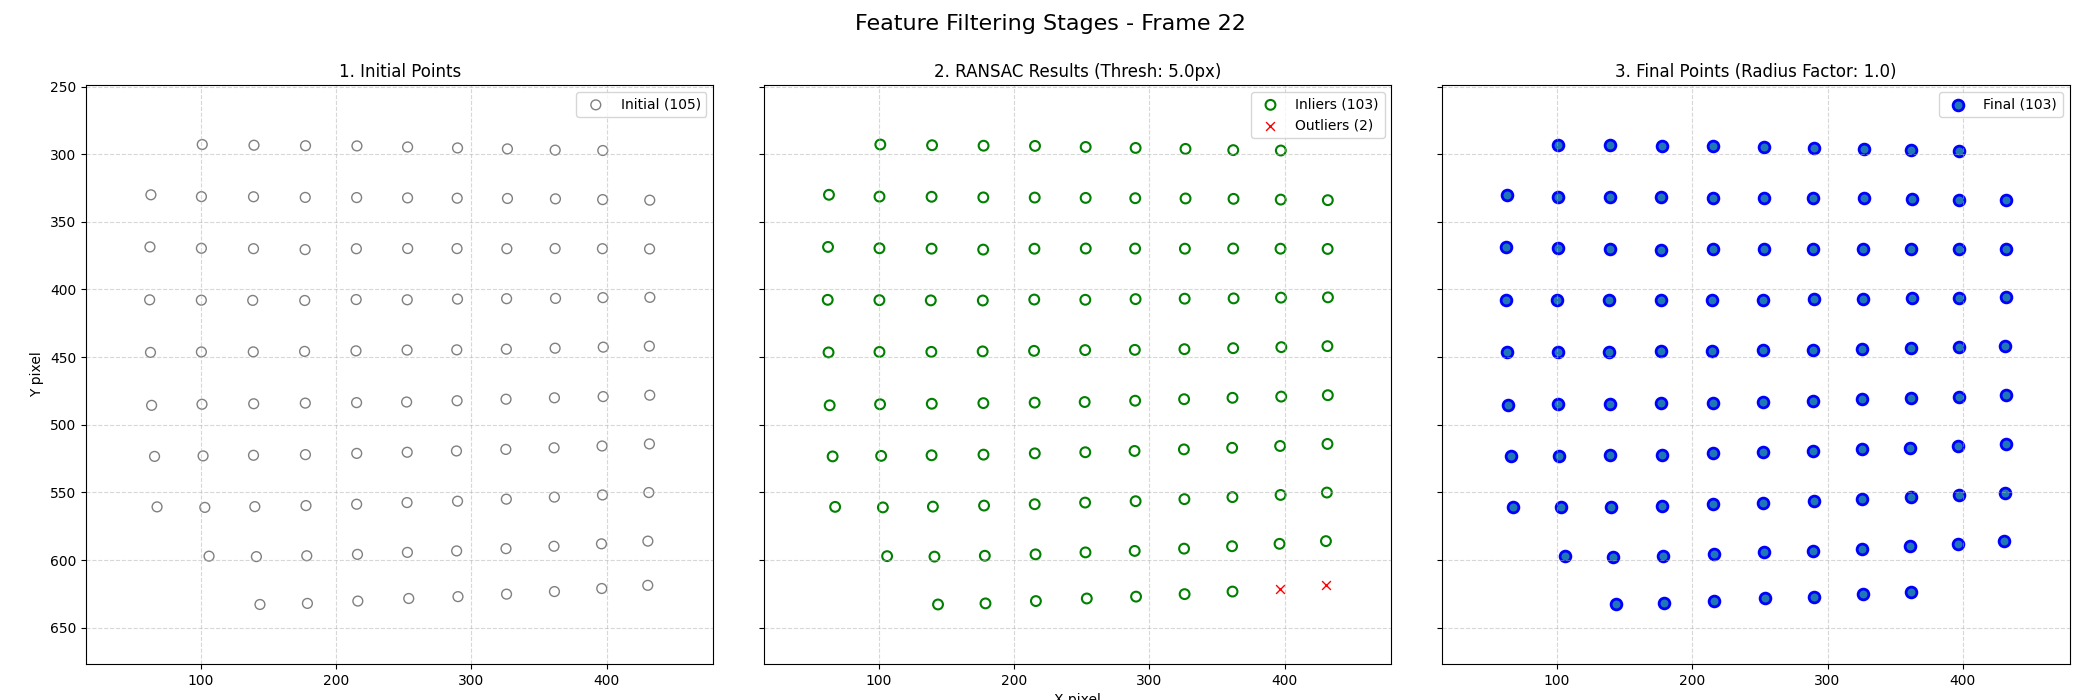 Feature Filtering Stages - Frame 22
1. Initial Points
2. RANSAC Results (Thresh: 5.0px)
3. Final Points (Radius Factor: 1.0)
Initial (105)
Inliers (103)
Outliers (2)
Final (103)
Y pixel
250
300
350
400
450
500
550
600
650
100
200
300
400
100
200
300
400
100
200
300
400
X pixel